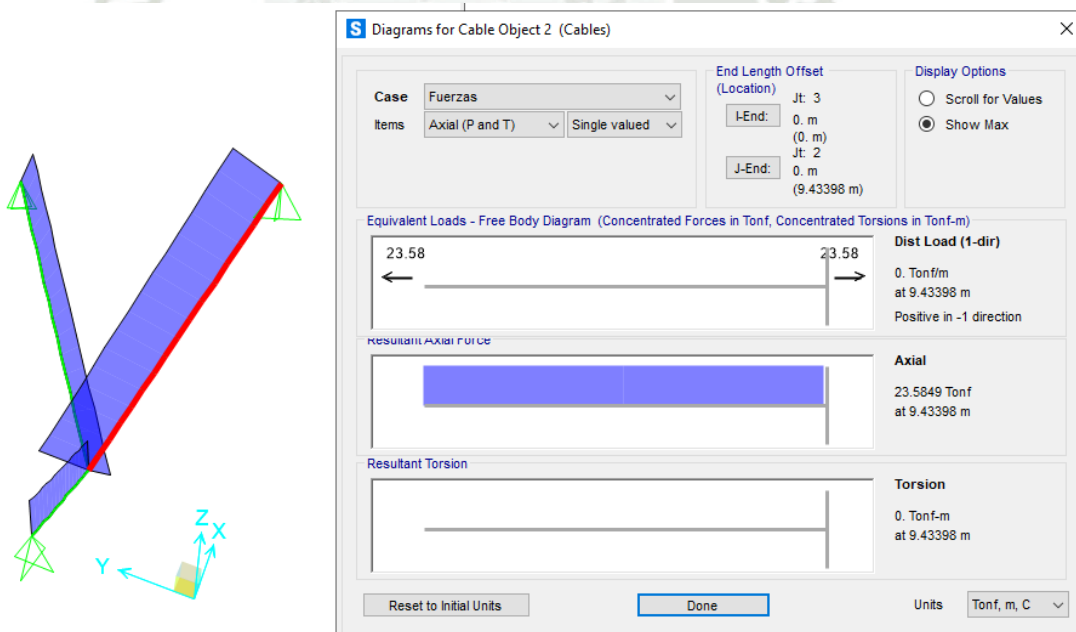 S Diagrams for Cable Object 2 (Cables)
Case Fuerzas
Items Axial (P and T) Single valued
End Length Offset
(Location)
Jt: 3
I-End: 0. m
(0. m)
Jt: 2
J-End: 0. m
(9.43398 m)
Display Options
Scroll for Values
Show Max
Equivalent Loads - Free Body Diagram (Concentrated Forces in Tonf, Concentrated Torsions in Tonf-m)
23.58 23.58
Dist Load (1-dir)
0. Tonf/m
at 9.43398 m
Positive in -1 direction
Resultant Axial Force
Axial
23.5849 Tonf
at 9.43398 m
Resultant Torsion
Torsion
0. Tonf-m
at 9.43398 m
Reset to Initial Units Done Units Tonf, m, C
Z
X
Y